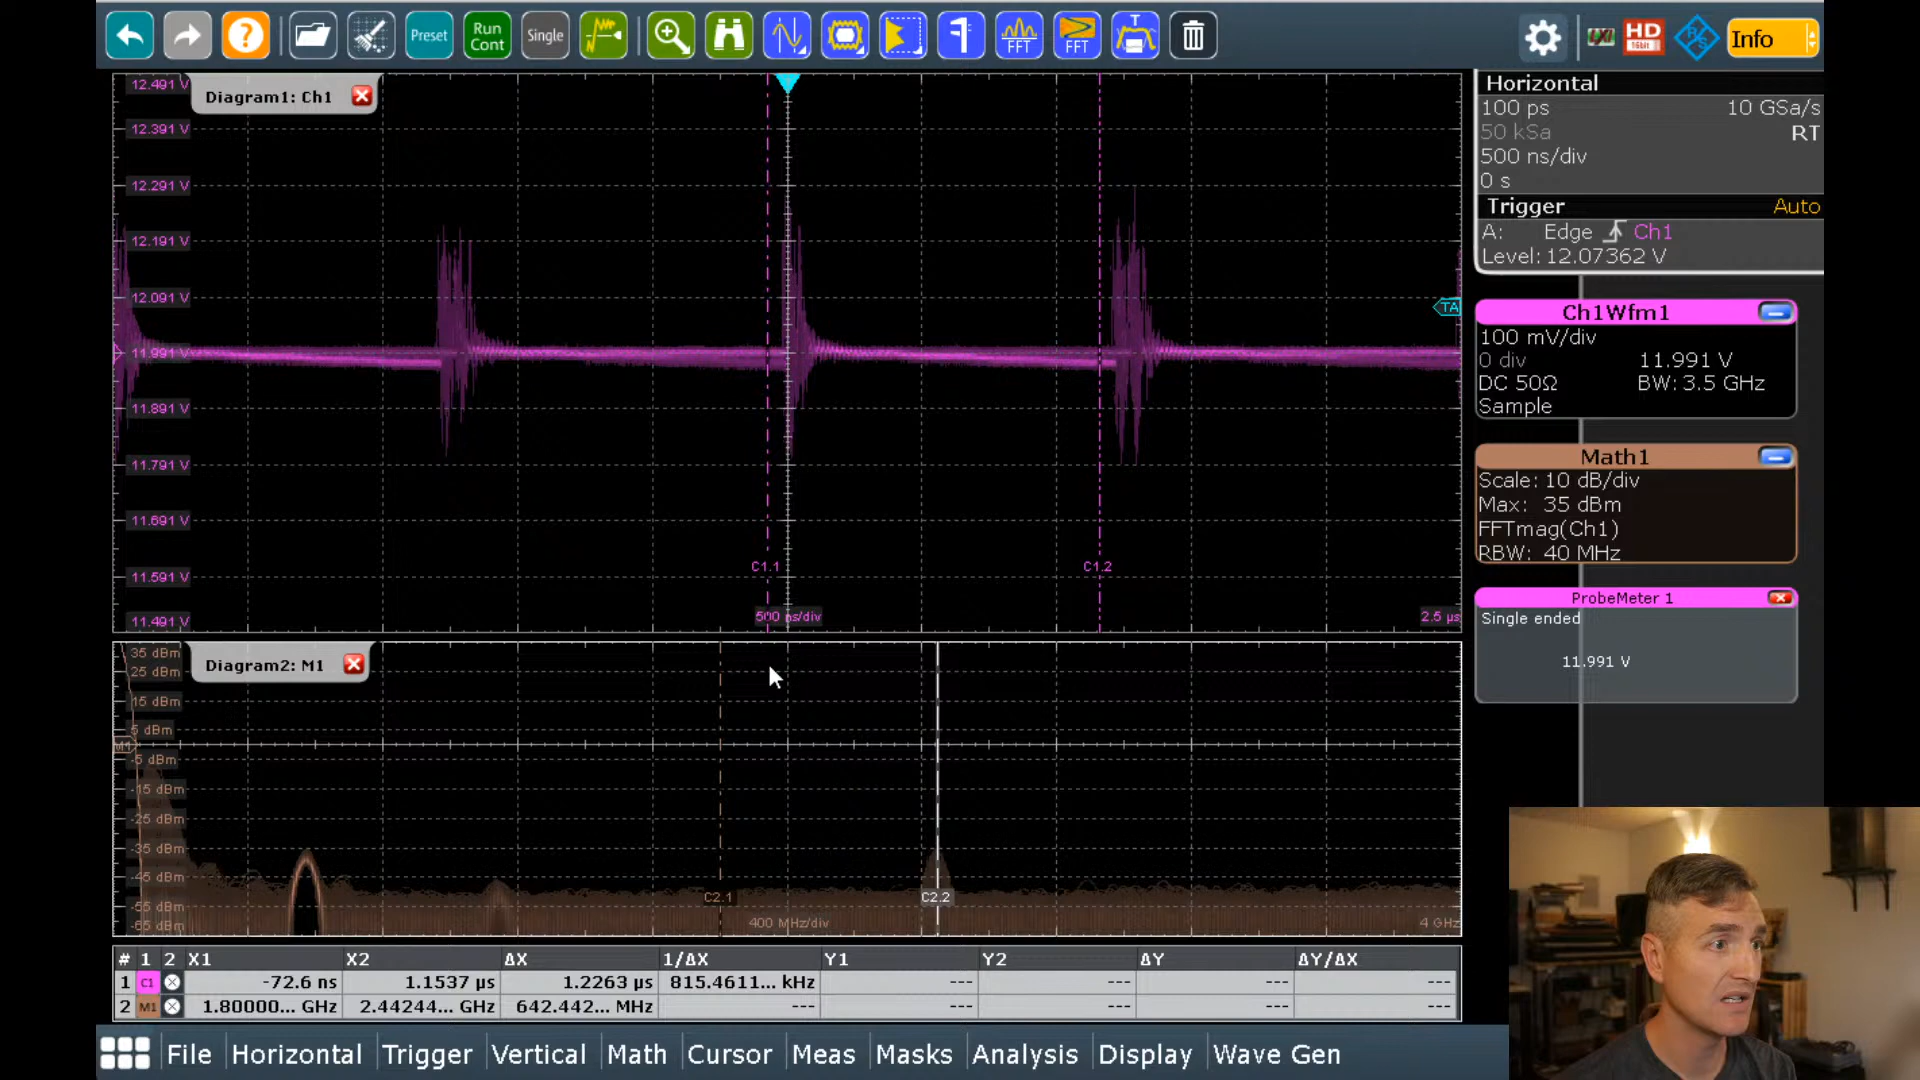 Preset
Run
Cont
Single
FFT
FFT
T
HD
16bit
R/S
Info
Diagram1: Ch1
12.491 V
12.391 V
12.291 V
12.191 V
12.091 V
11.991 V
11.891 V
11.791 V
11.691 V
11.591 V
11.491 V
TA
C1.1
C1.2
500 ns/div
2.5 µs
Diagram2: M1
35 dBm
25 dBm
15 dBm
5 dBm
M1
-5 dBm
-15 dBm
-25 dBm
-35 dBm
-45 dBm
-55 dBm
-65 dBm
C2.1
C2.2
400 MHz/div
4 GHz
Horizontal
100 ps 10 GSa/s
50 kSa RT
500 ns/div
0 s
Trigger Auto
A: Edge Ch1
Level: 12.07362 V
Ch1Wfm1
100 mV/div
0 div 11.991 V
DC 50Ω BW: 3.5 GHz
Sample
Math1
Scale: 10 dB/div
Max: 35 dBm
FFTmag(Ch1)
RBW: 40 MHz
ProbeMeter 1
Single ended
11.991 V
# 1 2 X1 X2 ΔX 1/ΔX Y1 Y2 ΔY ΔY/ΔX
1 C1 -72.6 ns 1.1537 µs 1.2263 µs 815.4611... kHz --- --- --- ---
2 M1 1.80000... GHz 2.44244... GHz 642.442... MHz --- --- --- --- ---
File Horizontal Trigger Vertical Math Cursor Meas Masks Analysis Display Wave Gen